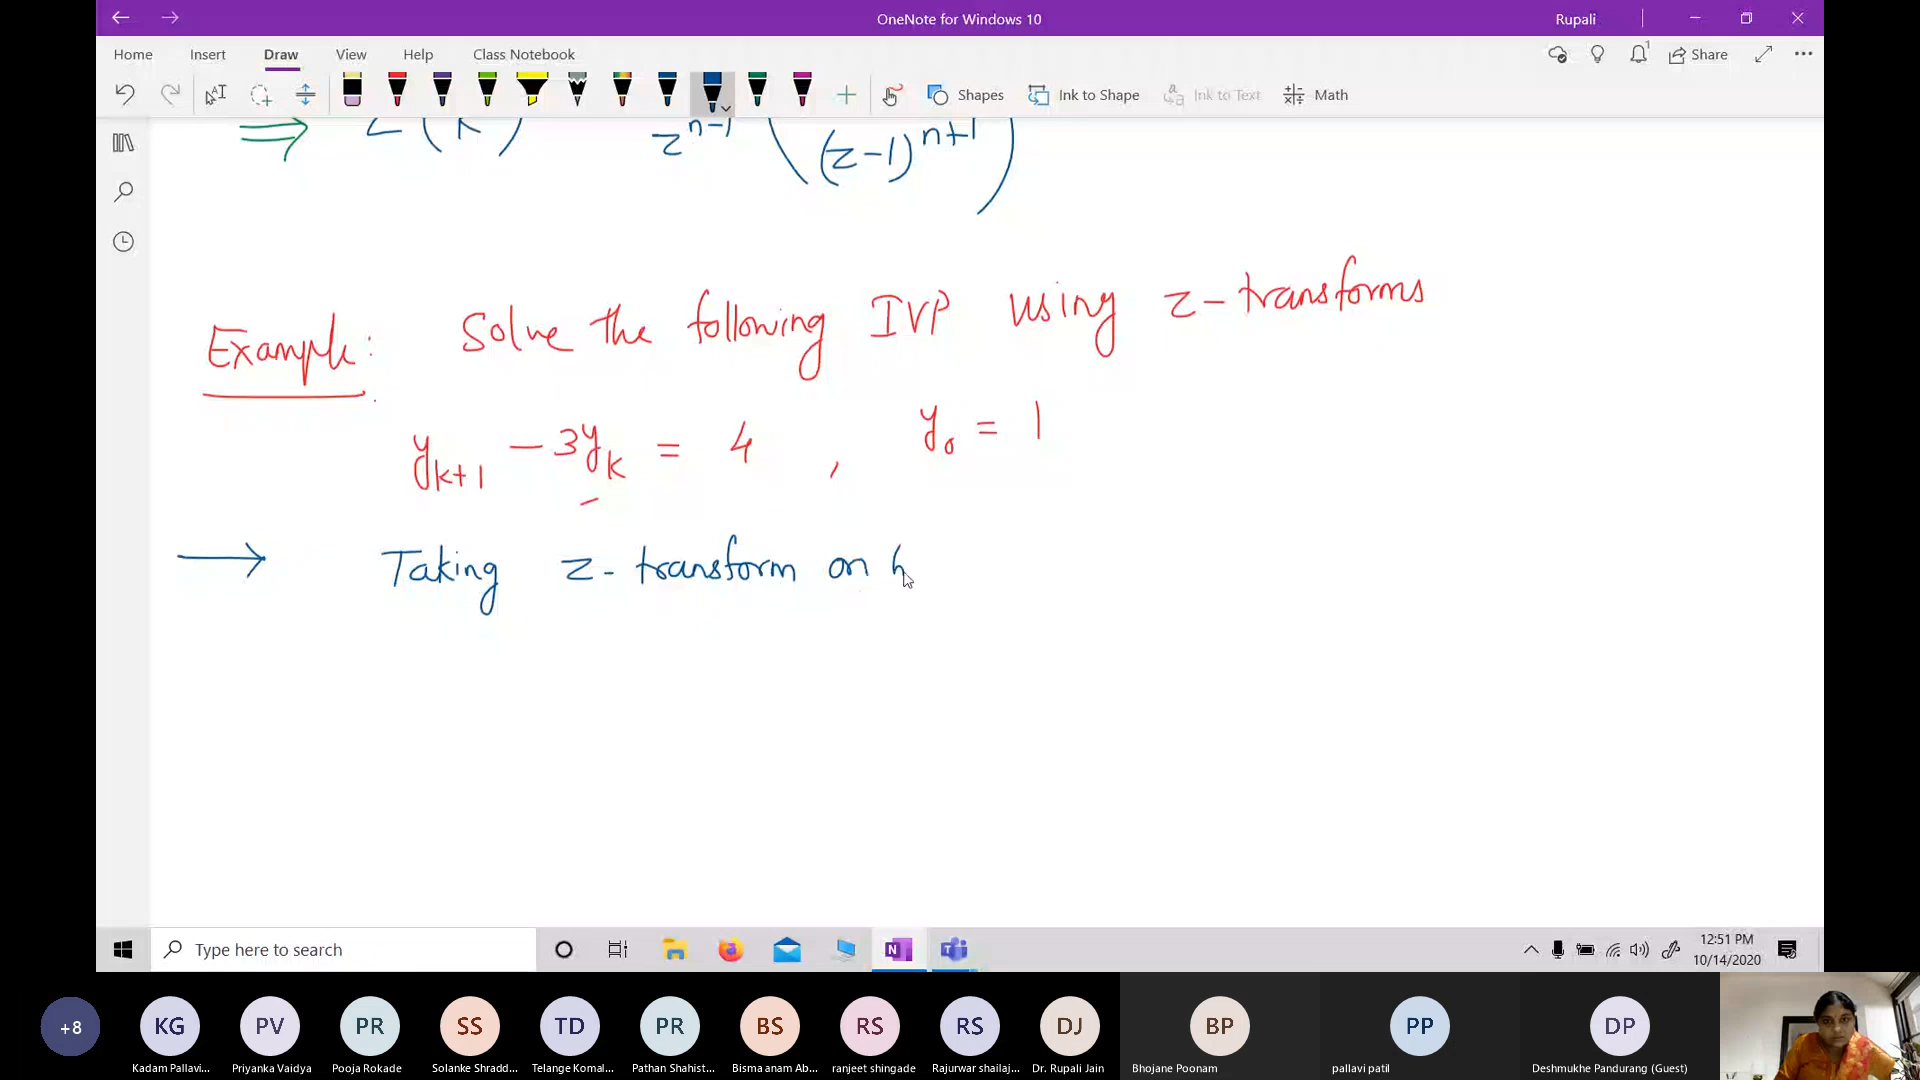 OneNote for Windows 10
Rupali
Home Insert Draw View Help Class Notebook
1
Share
Shapes Ink to Shape Ink to Text Math
⇒ z^{n-1} (z-1)^{n+1}
Example: Solve the following IVP using z-transforms
y_{k+1} - 3y_k = 4 , y_0 = 1
→ Taking z-transform on
Type here to search
12:51 PM
10/14/2020
+8 KG PV PR SS TD PR BS RS RS DJ BP PP DP
Kadam Pallavi... Priyanka Vaidya Pooja Rokade Solanke Shradd... Telange Komal... Pathan Shahist... Bisma anam Ab... ranjeet shingade Rajurwar shailaj... Dr. Rupali Jain Bhojane Poonam pallavi patil Deshmukhe Pandurang (Guest)